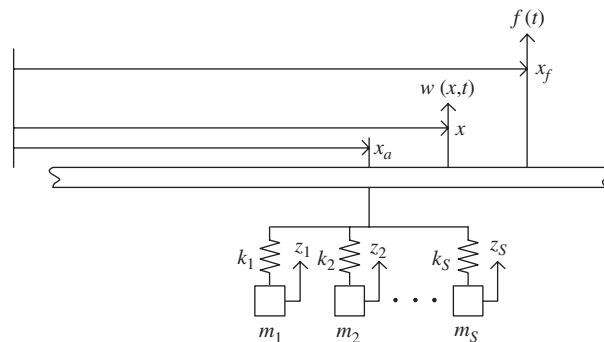 f(t)
x_f
w(x,t)
x
x_a
k_1 z_1 k_2 z_2 k_S z_S
m_1 m_2 . . . m_S